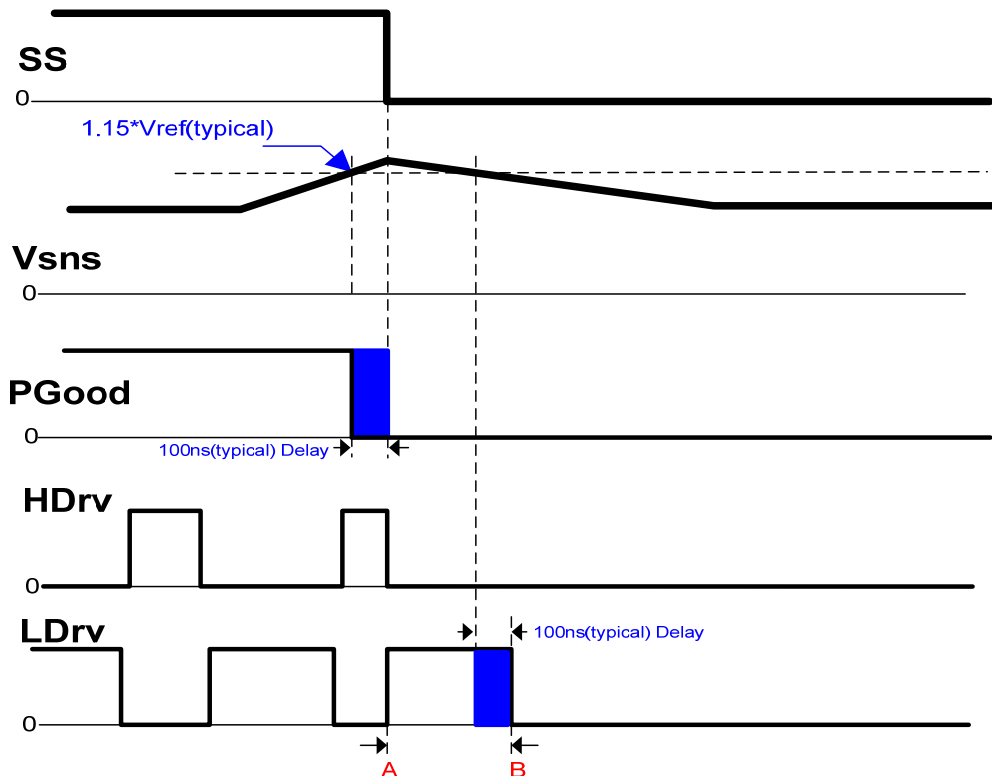 SS
0
1.15*Vref(typical)
Vsns
0
PGood
0
100ns(typical) Delay
HDrv
0
LDrv
100ns(typical) Delay
0
A
B